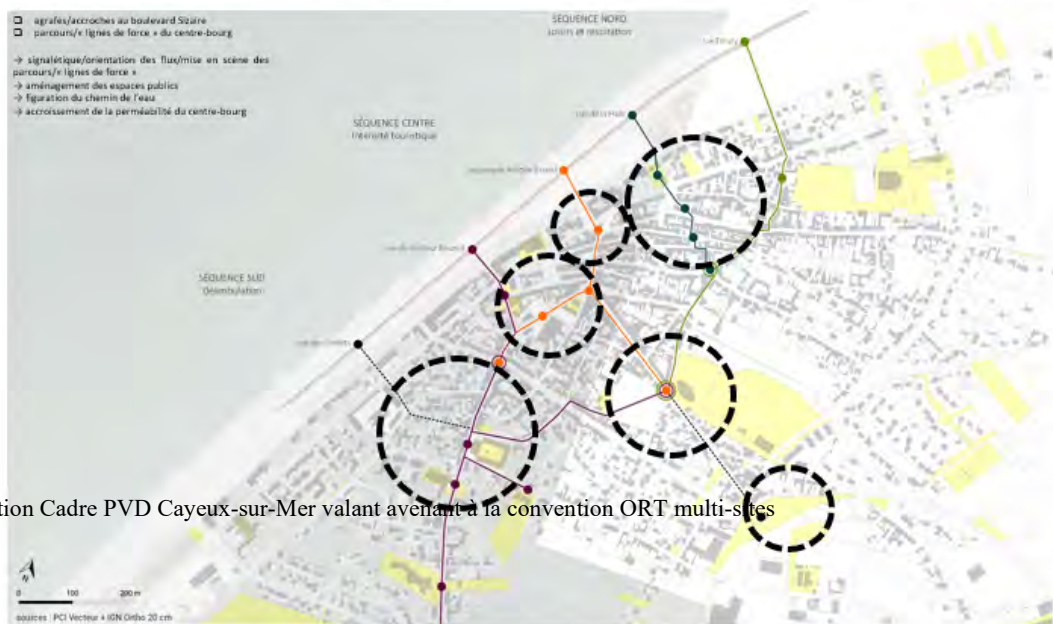 agrafes/accroches au boulevard Sizaire
parcours/« lignes de force » du centre-bourg
→ signalétique/orientation des flux/mise en scène des
parcours/« lignes de force »
→ aménagement des espaces publics
→ figuration du chemin de l'eau
→ accroissement de la perméabilité du centre-bourg
SÉQUENCE NORD
Loisirs et respiration
SÉQUENCE CENTRE
Intensité touristique
SÉQUENCE SUD
Déambulation
tion Cadre PVD Cayeux-sur-Mer valant avenant à la convention ORT multi-sites
N
0 100 200 m
sources : PCI Vecteur + IGN Ortho 20 cm